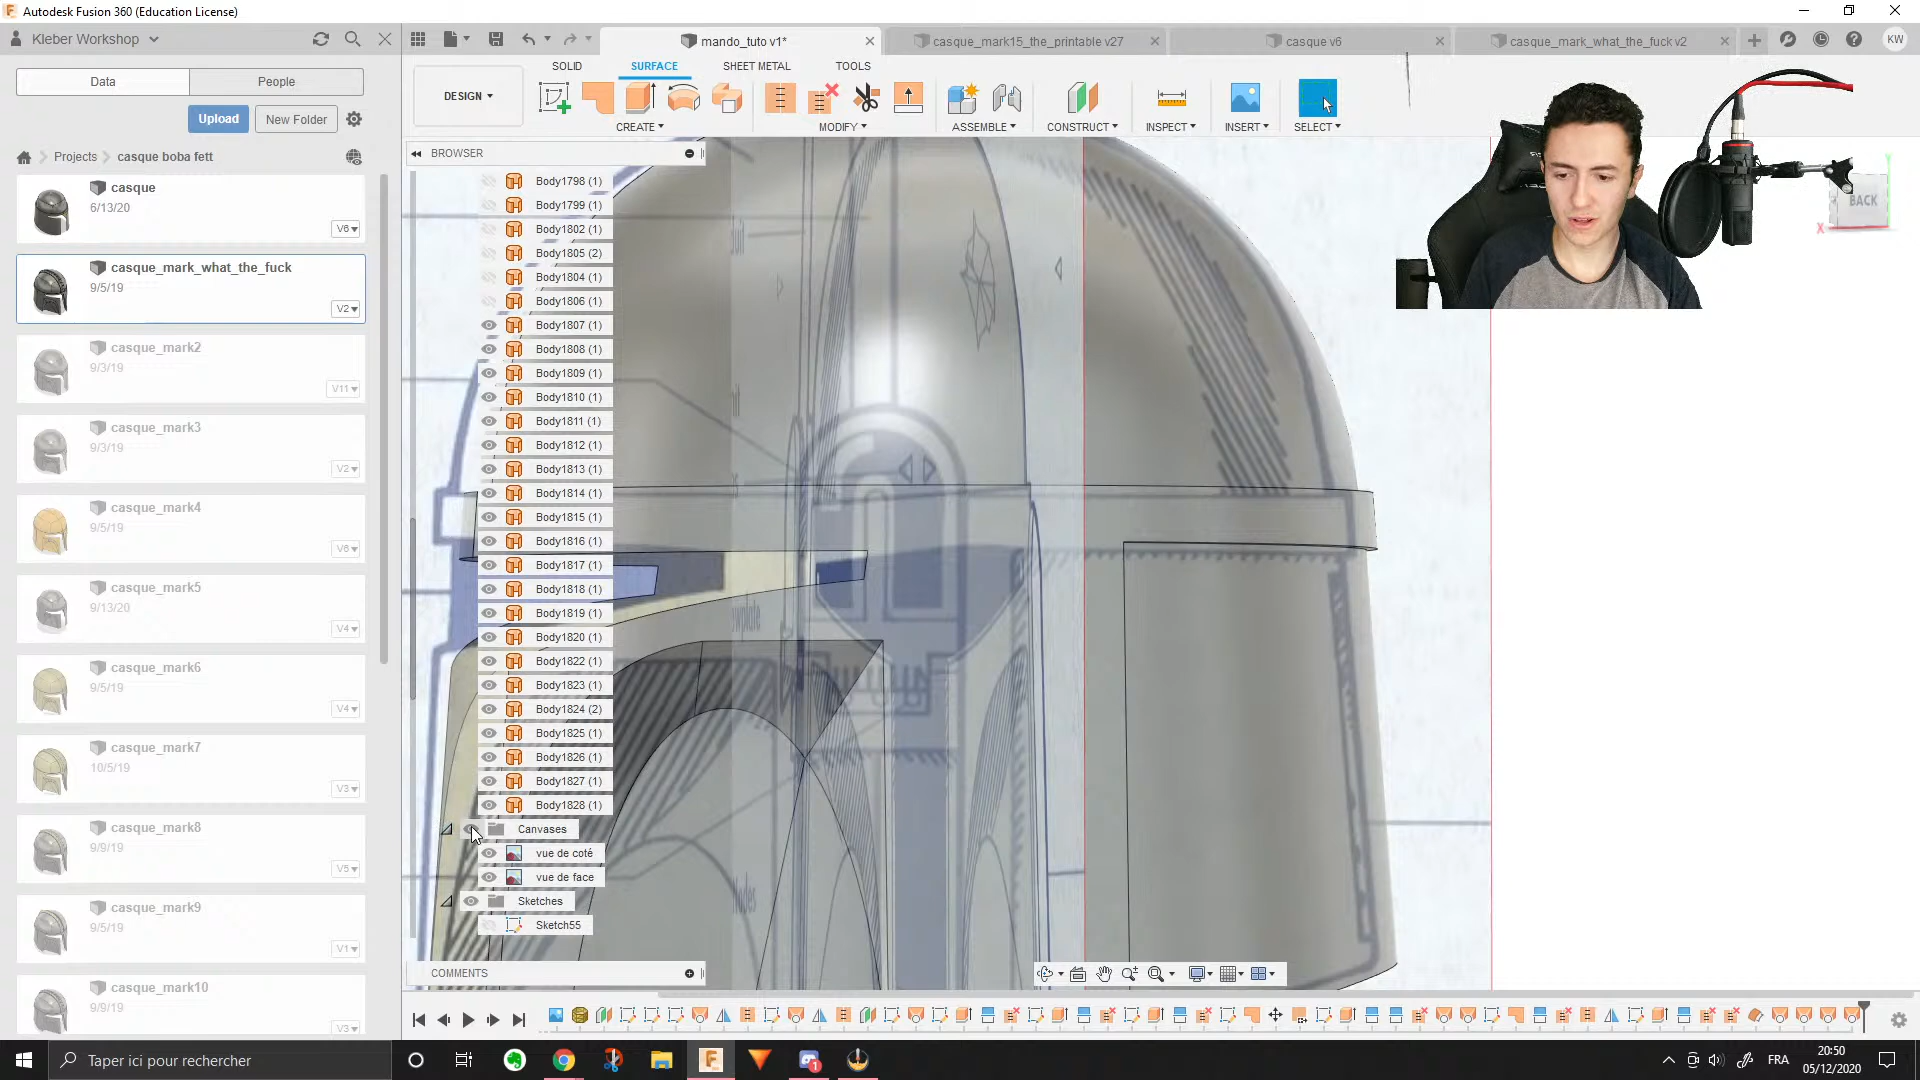 Autodesk Fusion 360 (Education License)
Kleber Workshop
mando_tuto v1*
casque_mark15_the_printable v27
casque v6
casque_mark_what_the_fuck v2
KW
Data
People
SOLID
SURFACE
SHEET METAL
TOOLS
DESIGN
Upload
New Folder
CREATE
MODIFY
ASSEMBLE
CONSTRUCT
INSPECT
INSERT
SELECT
Projects
casque boba fett
BROWSER
casque
6/13/20
V6
casque_mark_what_the_fuck
9/5/19
V2
casque_mark2
9/3/19
V11
casque_mark3
9/3/19
V2
casque_mark4
9/5/19
V6
casque_mark5
9/13/20
V4
casque_mark6
9/5/19
V4
casque_mark7
10/5/19
V3
casque_mark8
9/9/19
V5
casque_mark9
9/5/19
V1
casque_mark10
9/9/19
V3
Body1798 (1)
Body1799 (1)
Body1802 (1)
Body1805 (2)
Body1804 (1)
Body1806 (1)
Body1807 (1)
Body1808 (1)
Body1809 (1)
Body1810 (1)
Body1811 (1)
Body1812 (1)
Body1813 (1)
Body1814 (1)
Body1815 (1)
Body1816 (1)
Body1817 (1)
Body1818 (1)
Body1819 (1)
Body1820 (1)
Body1822 (1)
Body1823 (1)
Body1824 (2)
Body1825 (1)
Body1826 (1)
Body1827 (1)
Body1828 (1)
Canvases
vue de coté
vue de face
Sketches
Sketch55
COMMENTS
BACK
X
Taper ici pour rechercher
FRA
20:50
05/12/2020